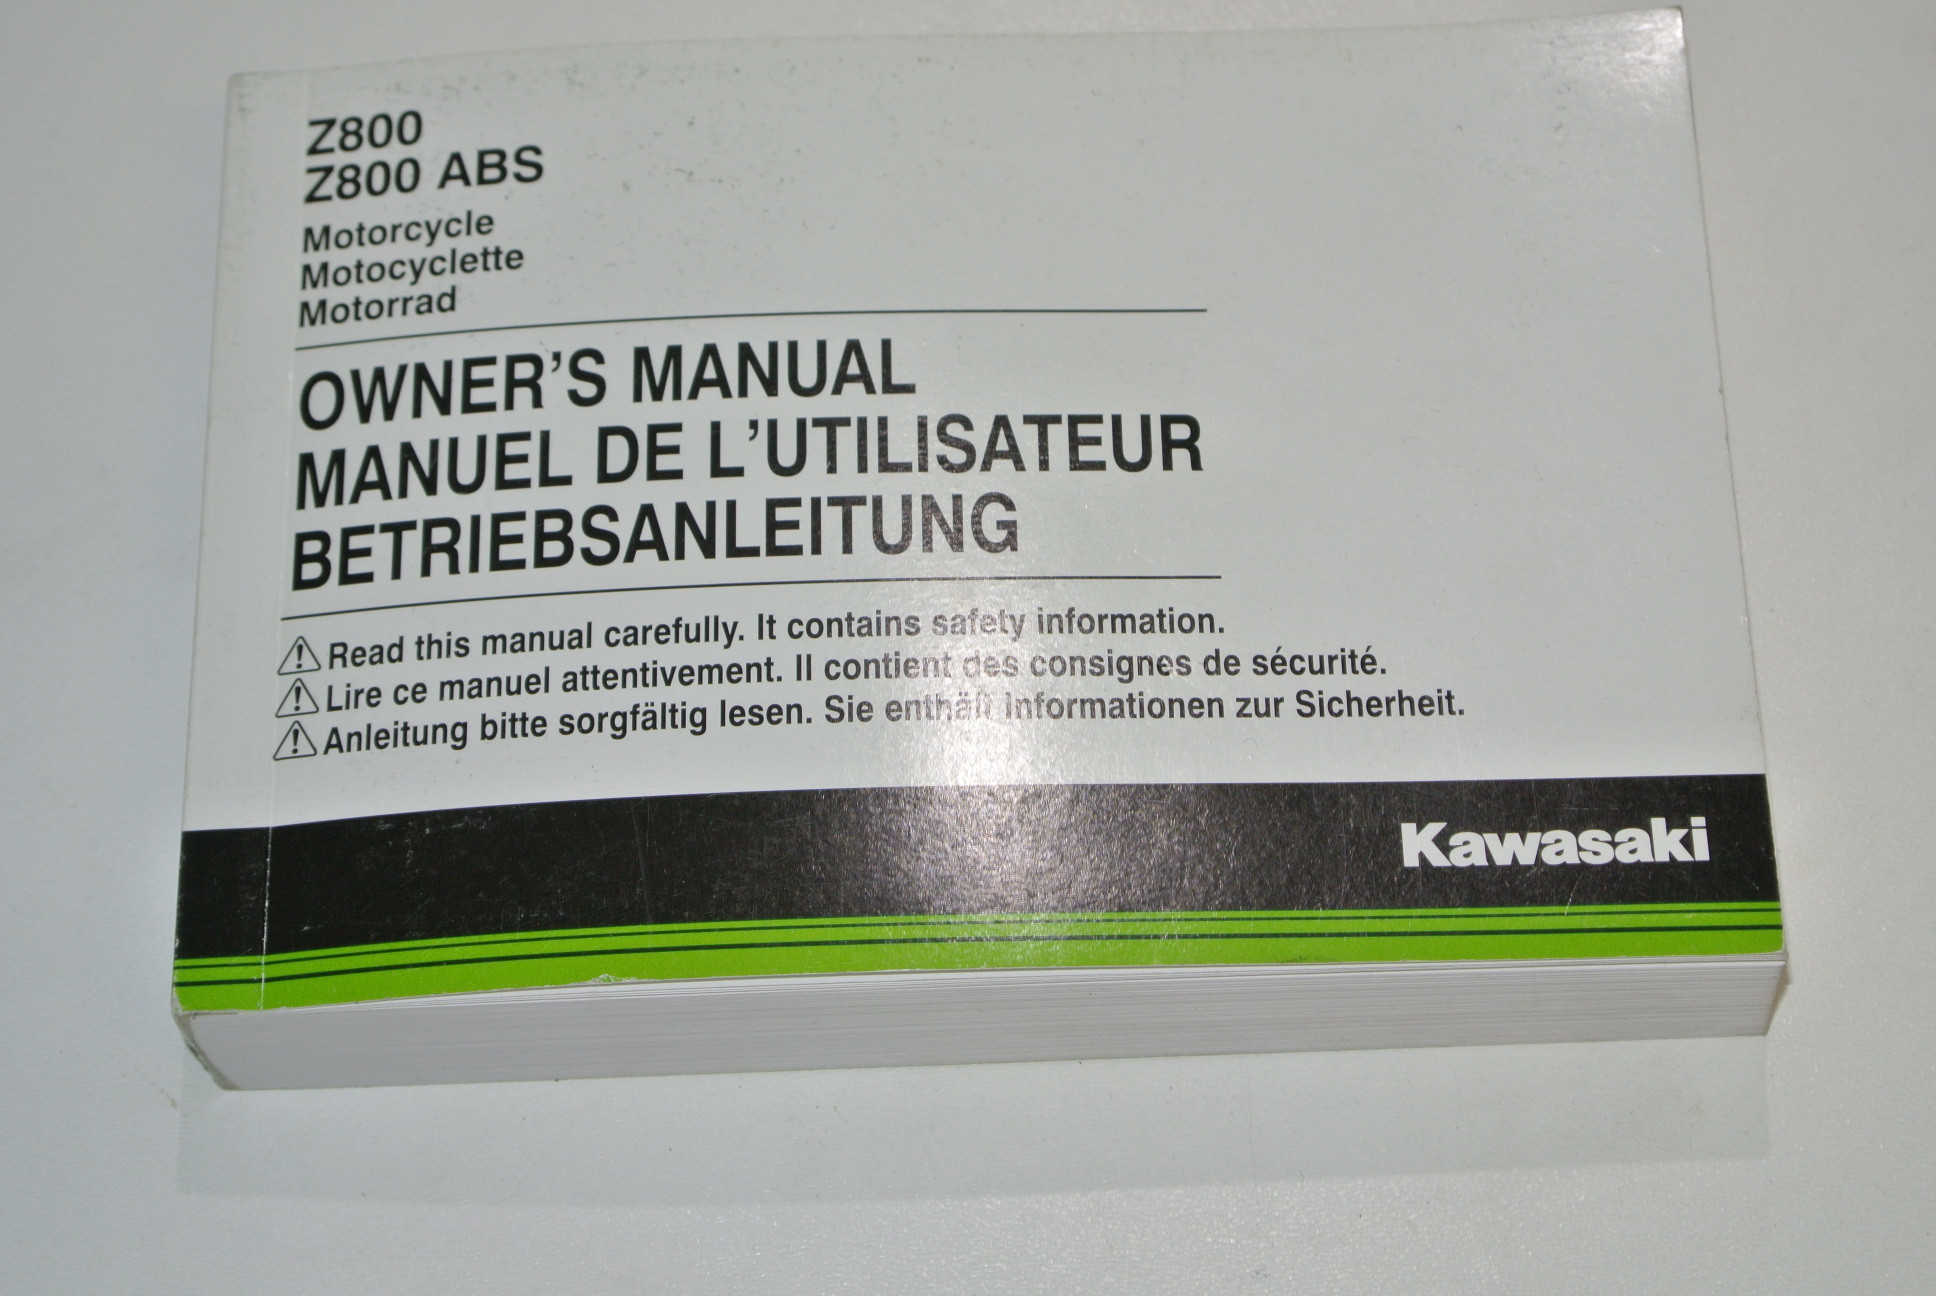 Z800
Z800 ABS
Motorcycle
Motocyclette
Motorrad
OWNER'S MANUAL
MANUEL DE L'UTILISATEUR
BETRIEBSANLEITUNG
Read this manual carefully. It contains safety information.
Lire ce manuel attentivement. Il contient des consignes de sécurité.
Anleitung bitte sorgfältig lesen. Sie enthält Informationen zur Sicherheit.
Kawasaki